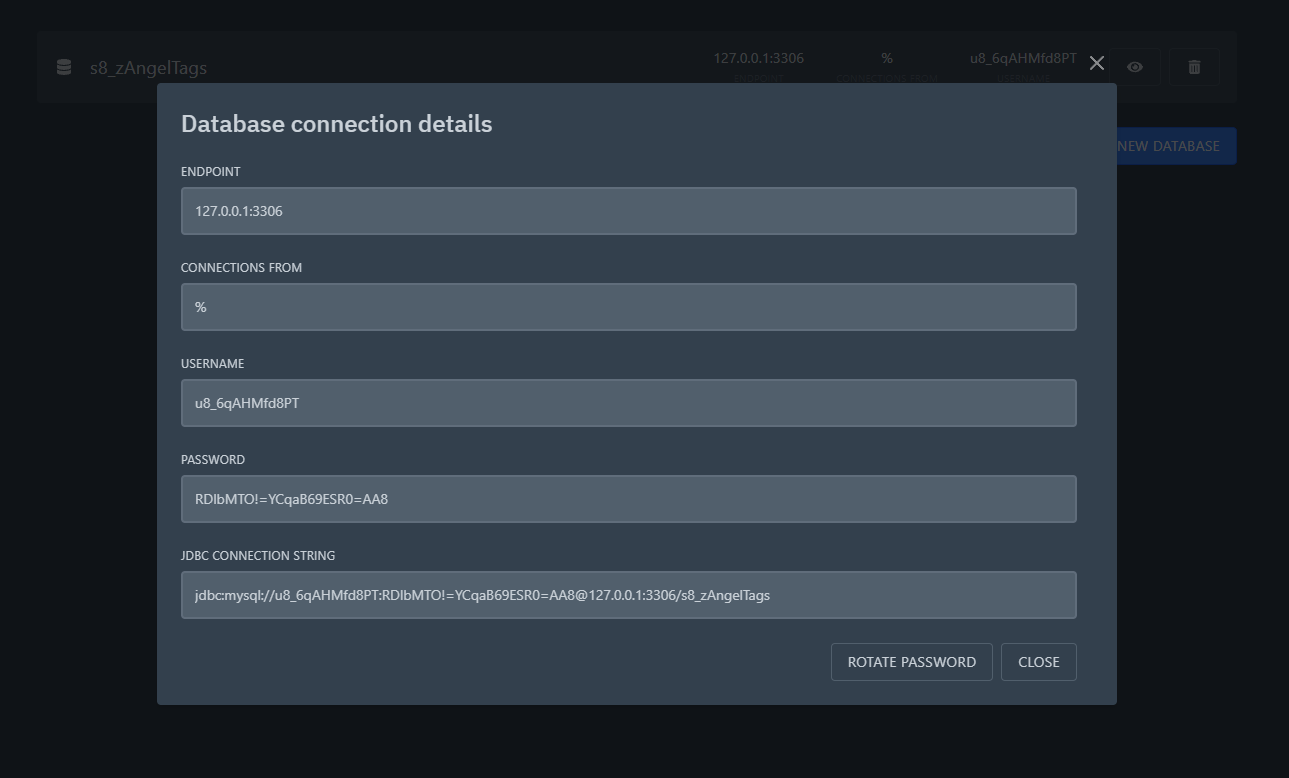 s8_zAngelTags
127.0.0.1:3306
%
u8_6qAHMfd8PT
ENDPOINT
CONNECTIONS FROM
USERNAME
NEW DATABASE
Database connection details
ENDPOINT
127.0.0.1:3306
CONNECTIONS FROM
%
USERNAME
u8_6qAHMfd8PT
PASSWORD
RDIbMTO!=YCqaB69ESR0=AA8
JDBC CONNECTION STRING
jdbc:mysql://u8_6qAHMfd8PT:RDIbMTO!=YCqaB69ESR0=AA8@127.0.0.1:3306/s8_zAngelTags
ROTATE PASSWORD
CLOSE